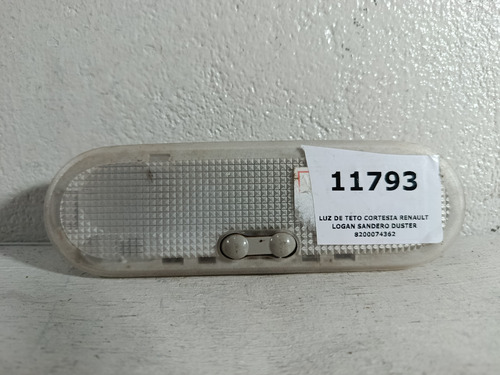 11793
LUZ DE TETO CORTESIA RENAULT
LOGAN SANDERO DUSTER
8200074362